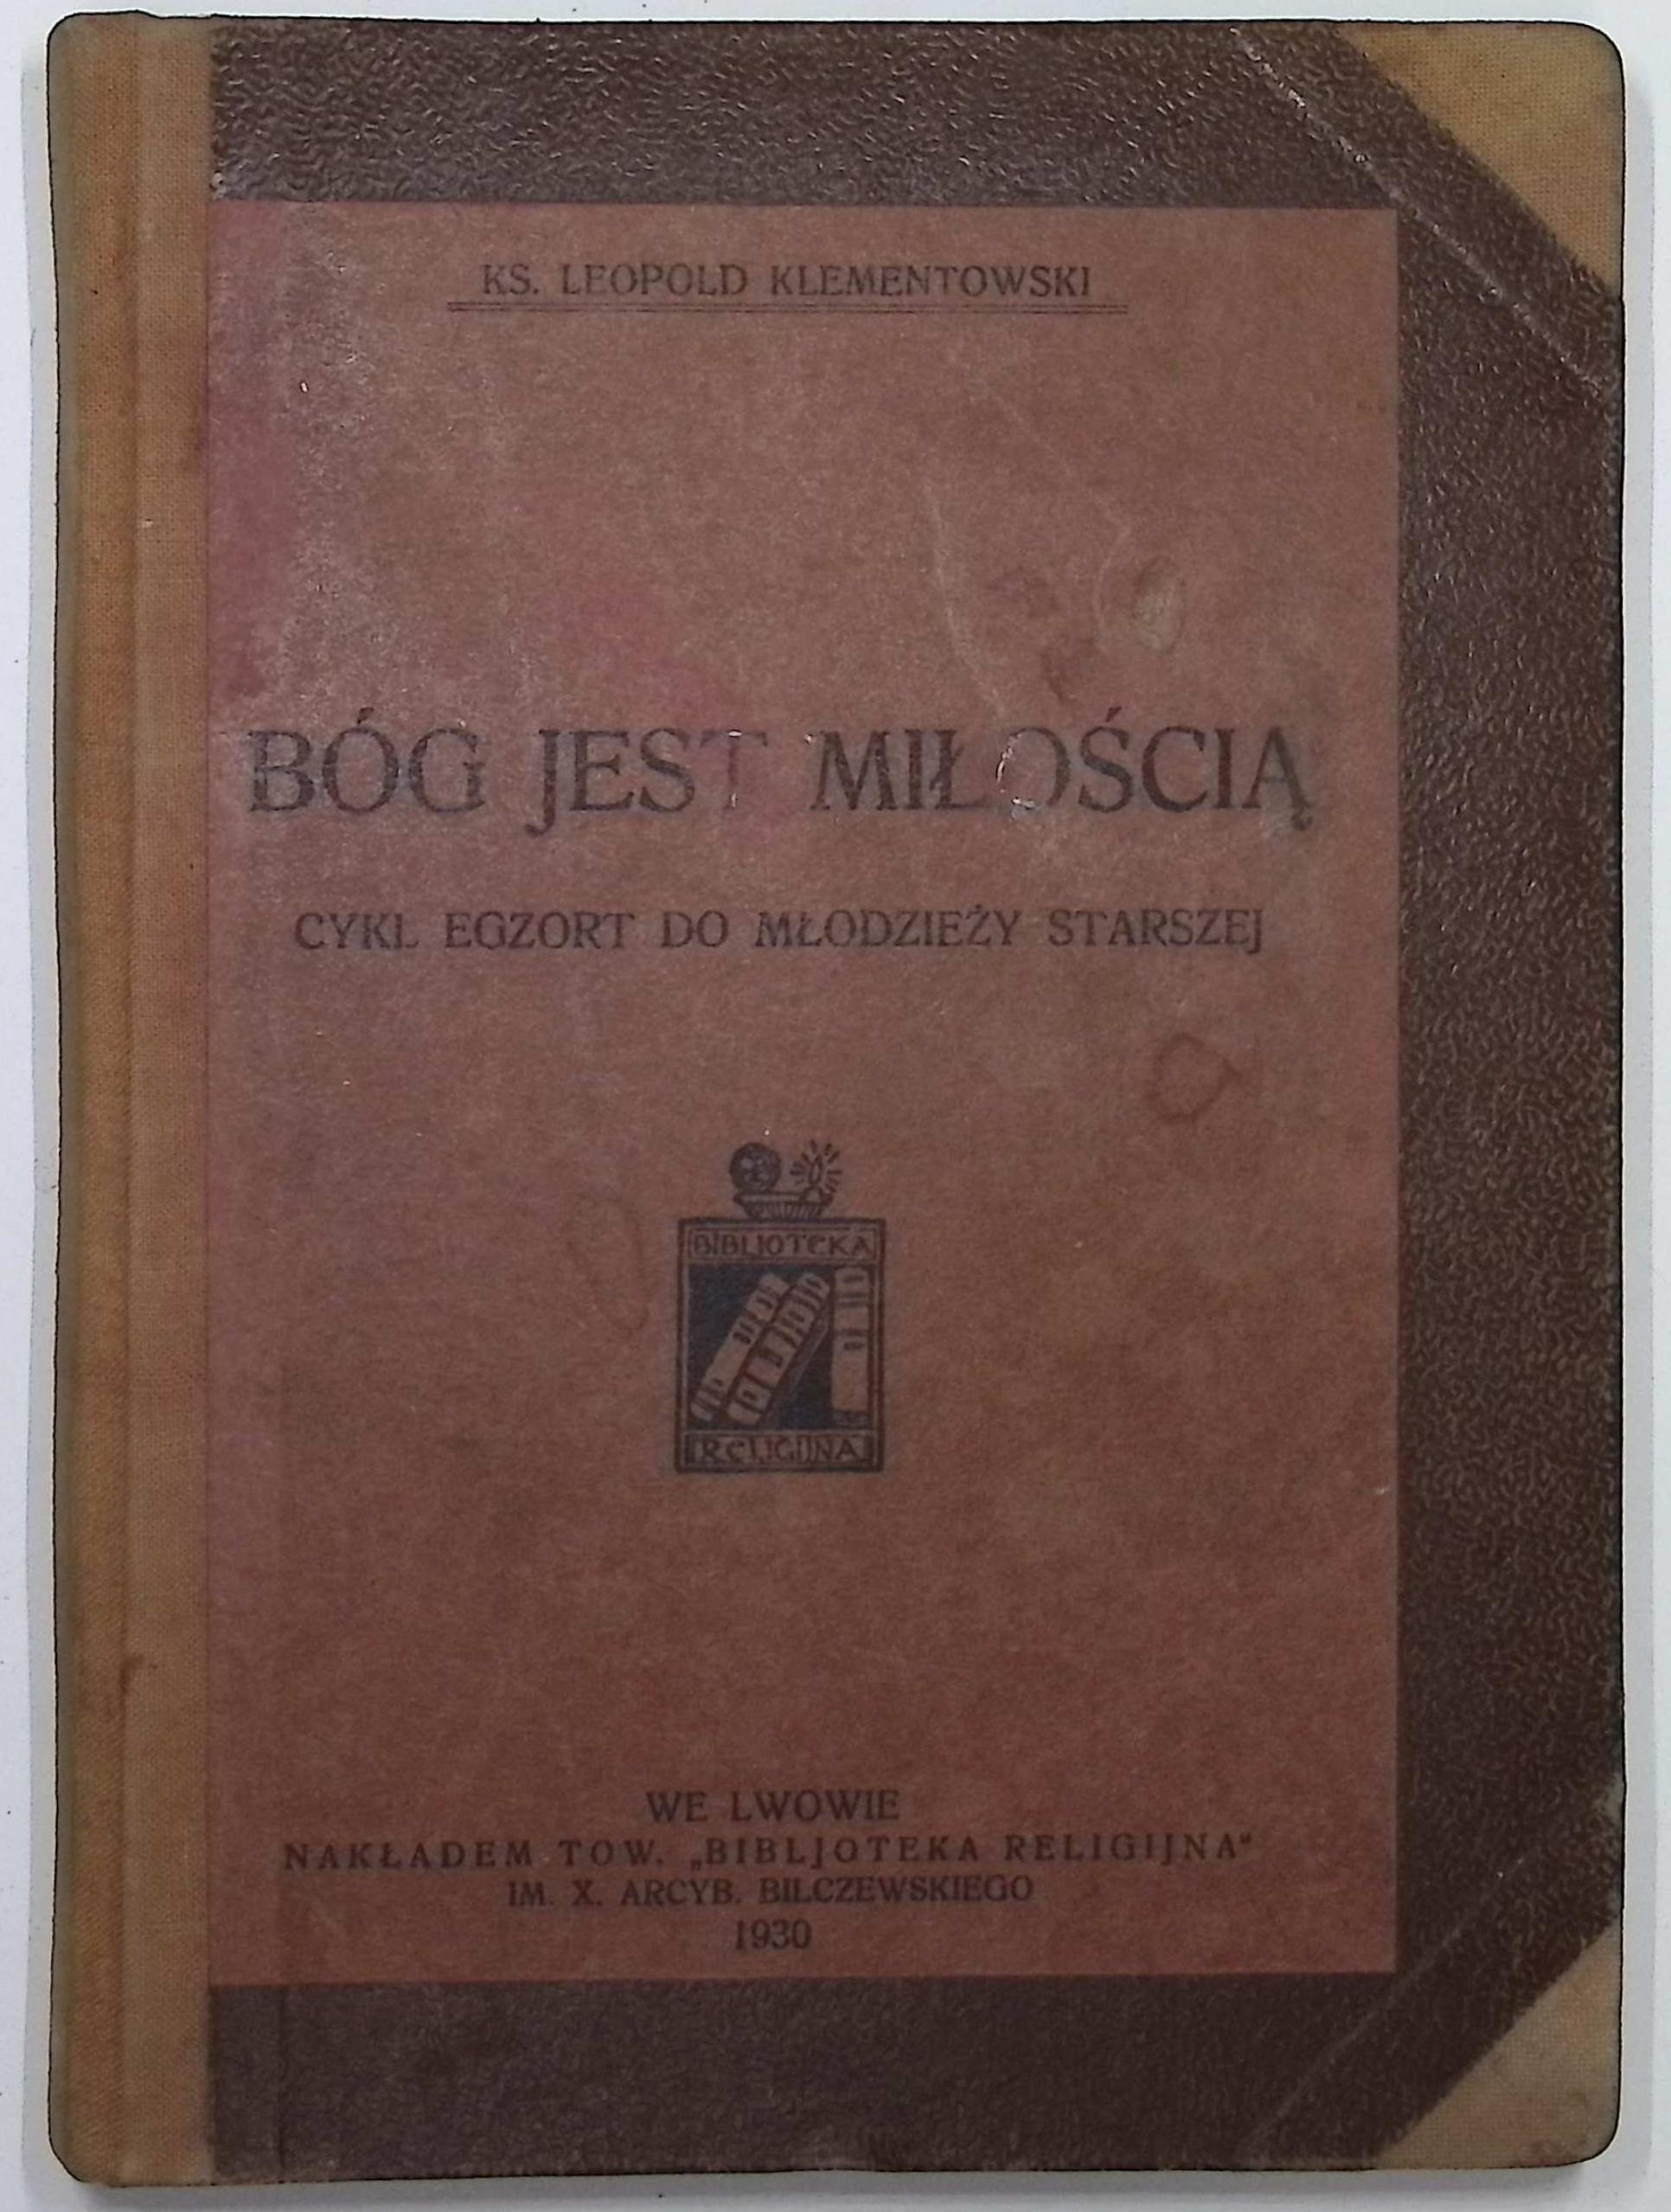 KS. LEOPOLD KLEMENTOWSKI
BÓG JEST MIŁOŚCIĄ
CYKL EGZORT DO MŁODZIEŻY STARSZEJ
BIBLJOTEKA
RELIGIJNA
WE LWOWIE
NAKŁADEM TOW. „BIBLJOTEKA RELIGIJNA"
IM. X. ARCYB. BILCZEWSKIEGO
1930